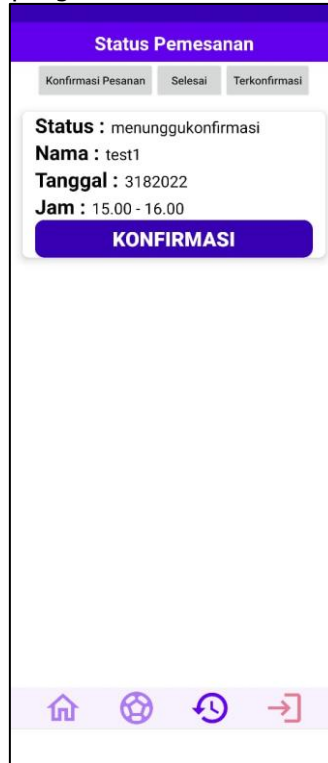 Status Pemesanan
Konfirmasi Pesanan Selesai Terkonfirmasi
Status : menunggukonfirmasi
Nama : test1
Tanggal : 3182022
Jam : 15.00 - 16.00
KONFIRMASI